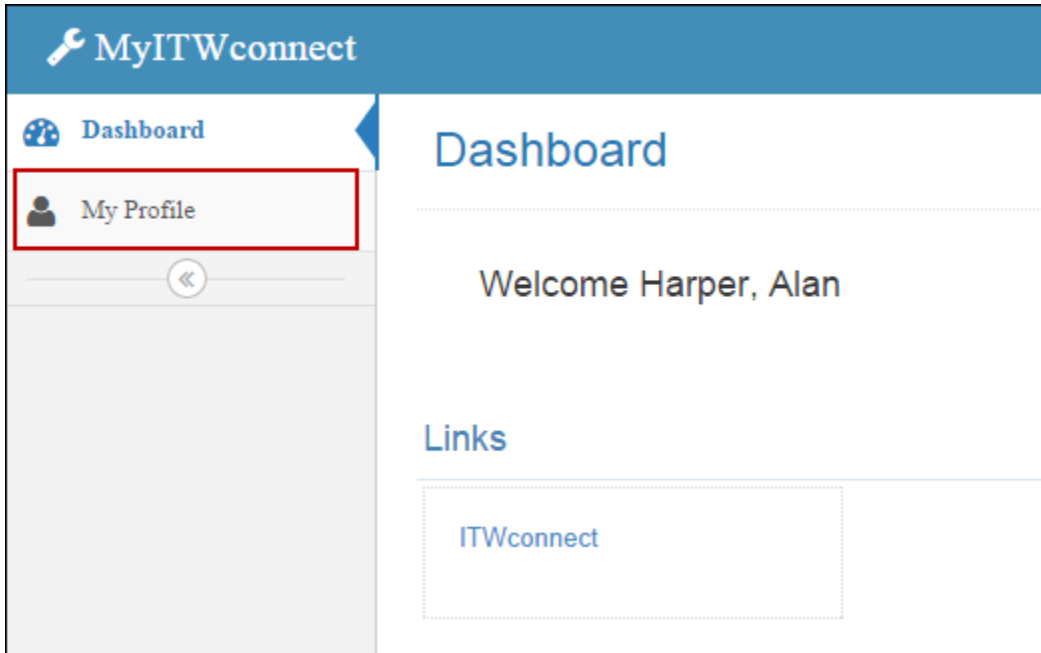 MyITWconnect
Dashboard
My Profile
Dashboard
Welcome Harper, Alan
Links
ITWconnect